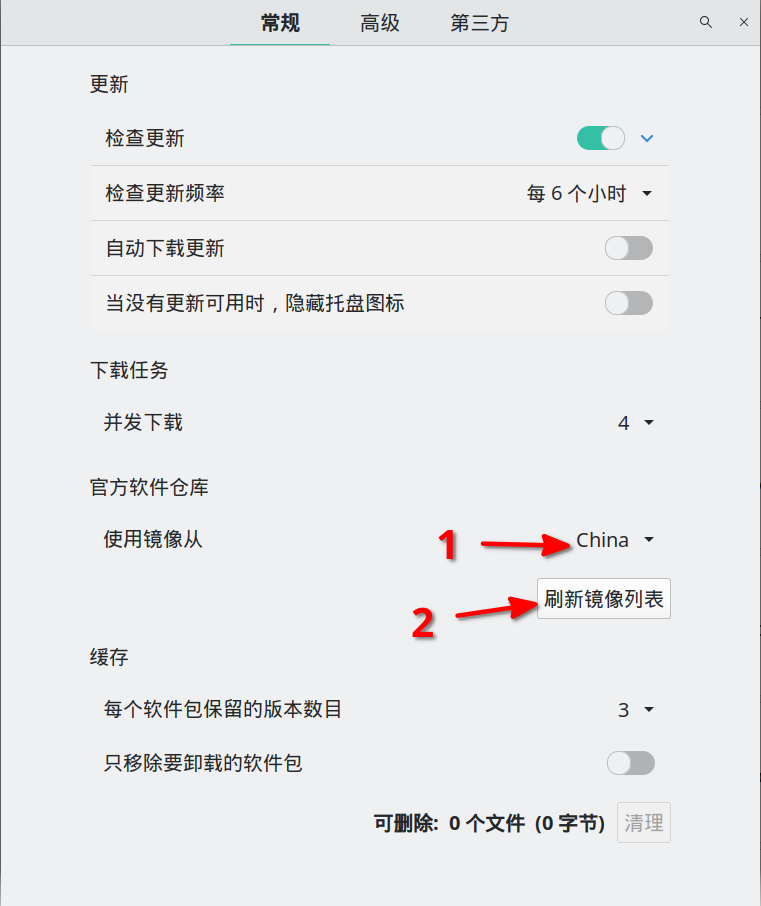 常规 高级 第三方
更新
检查更新
检查更新频率 每 6 个小时
自动下载更新
当没有更新可用时，隐藏托盘图标
下载任务
并发下载 4
官方软件仓库
使用镜像从 1 China
2 刷新镜像列表
缓存
每个软件包保留的版本数目 3
只移除要卸载的软件包
可删除: 0 个文件 (0 字节) 清理